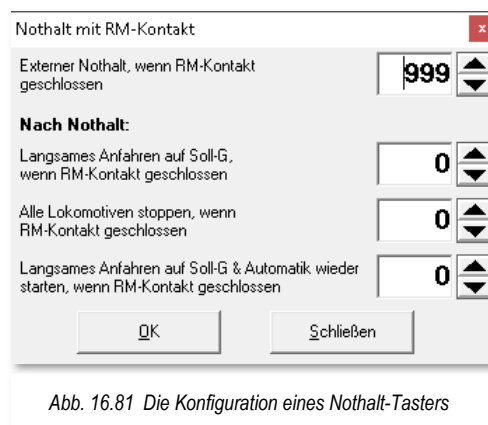 Nothalt mit RM-Kontakt
x
Externer Nothalt, wenn RM-Kontakt
geschlossen
999
Nach Nothalt:
Langsames Anfahren auf Soll-G,
wenn RM-Kontakt geschlossen
0
Alle Lokomotiven stoppen, wenn
RM-Kontakt geschlossen
0
Langsames Anfahren auf Soll-G & Automatik wieder
starten, wenn RM-Kontakt geschlossen
0
OK
Schließen
Abb. 16.81 Die Konfiguration eines Nothalt-Tasters